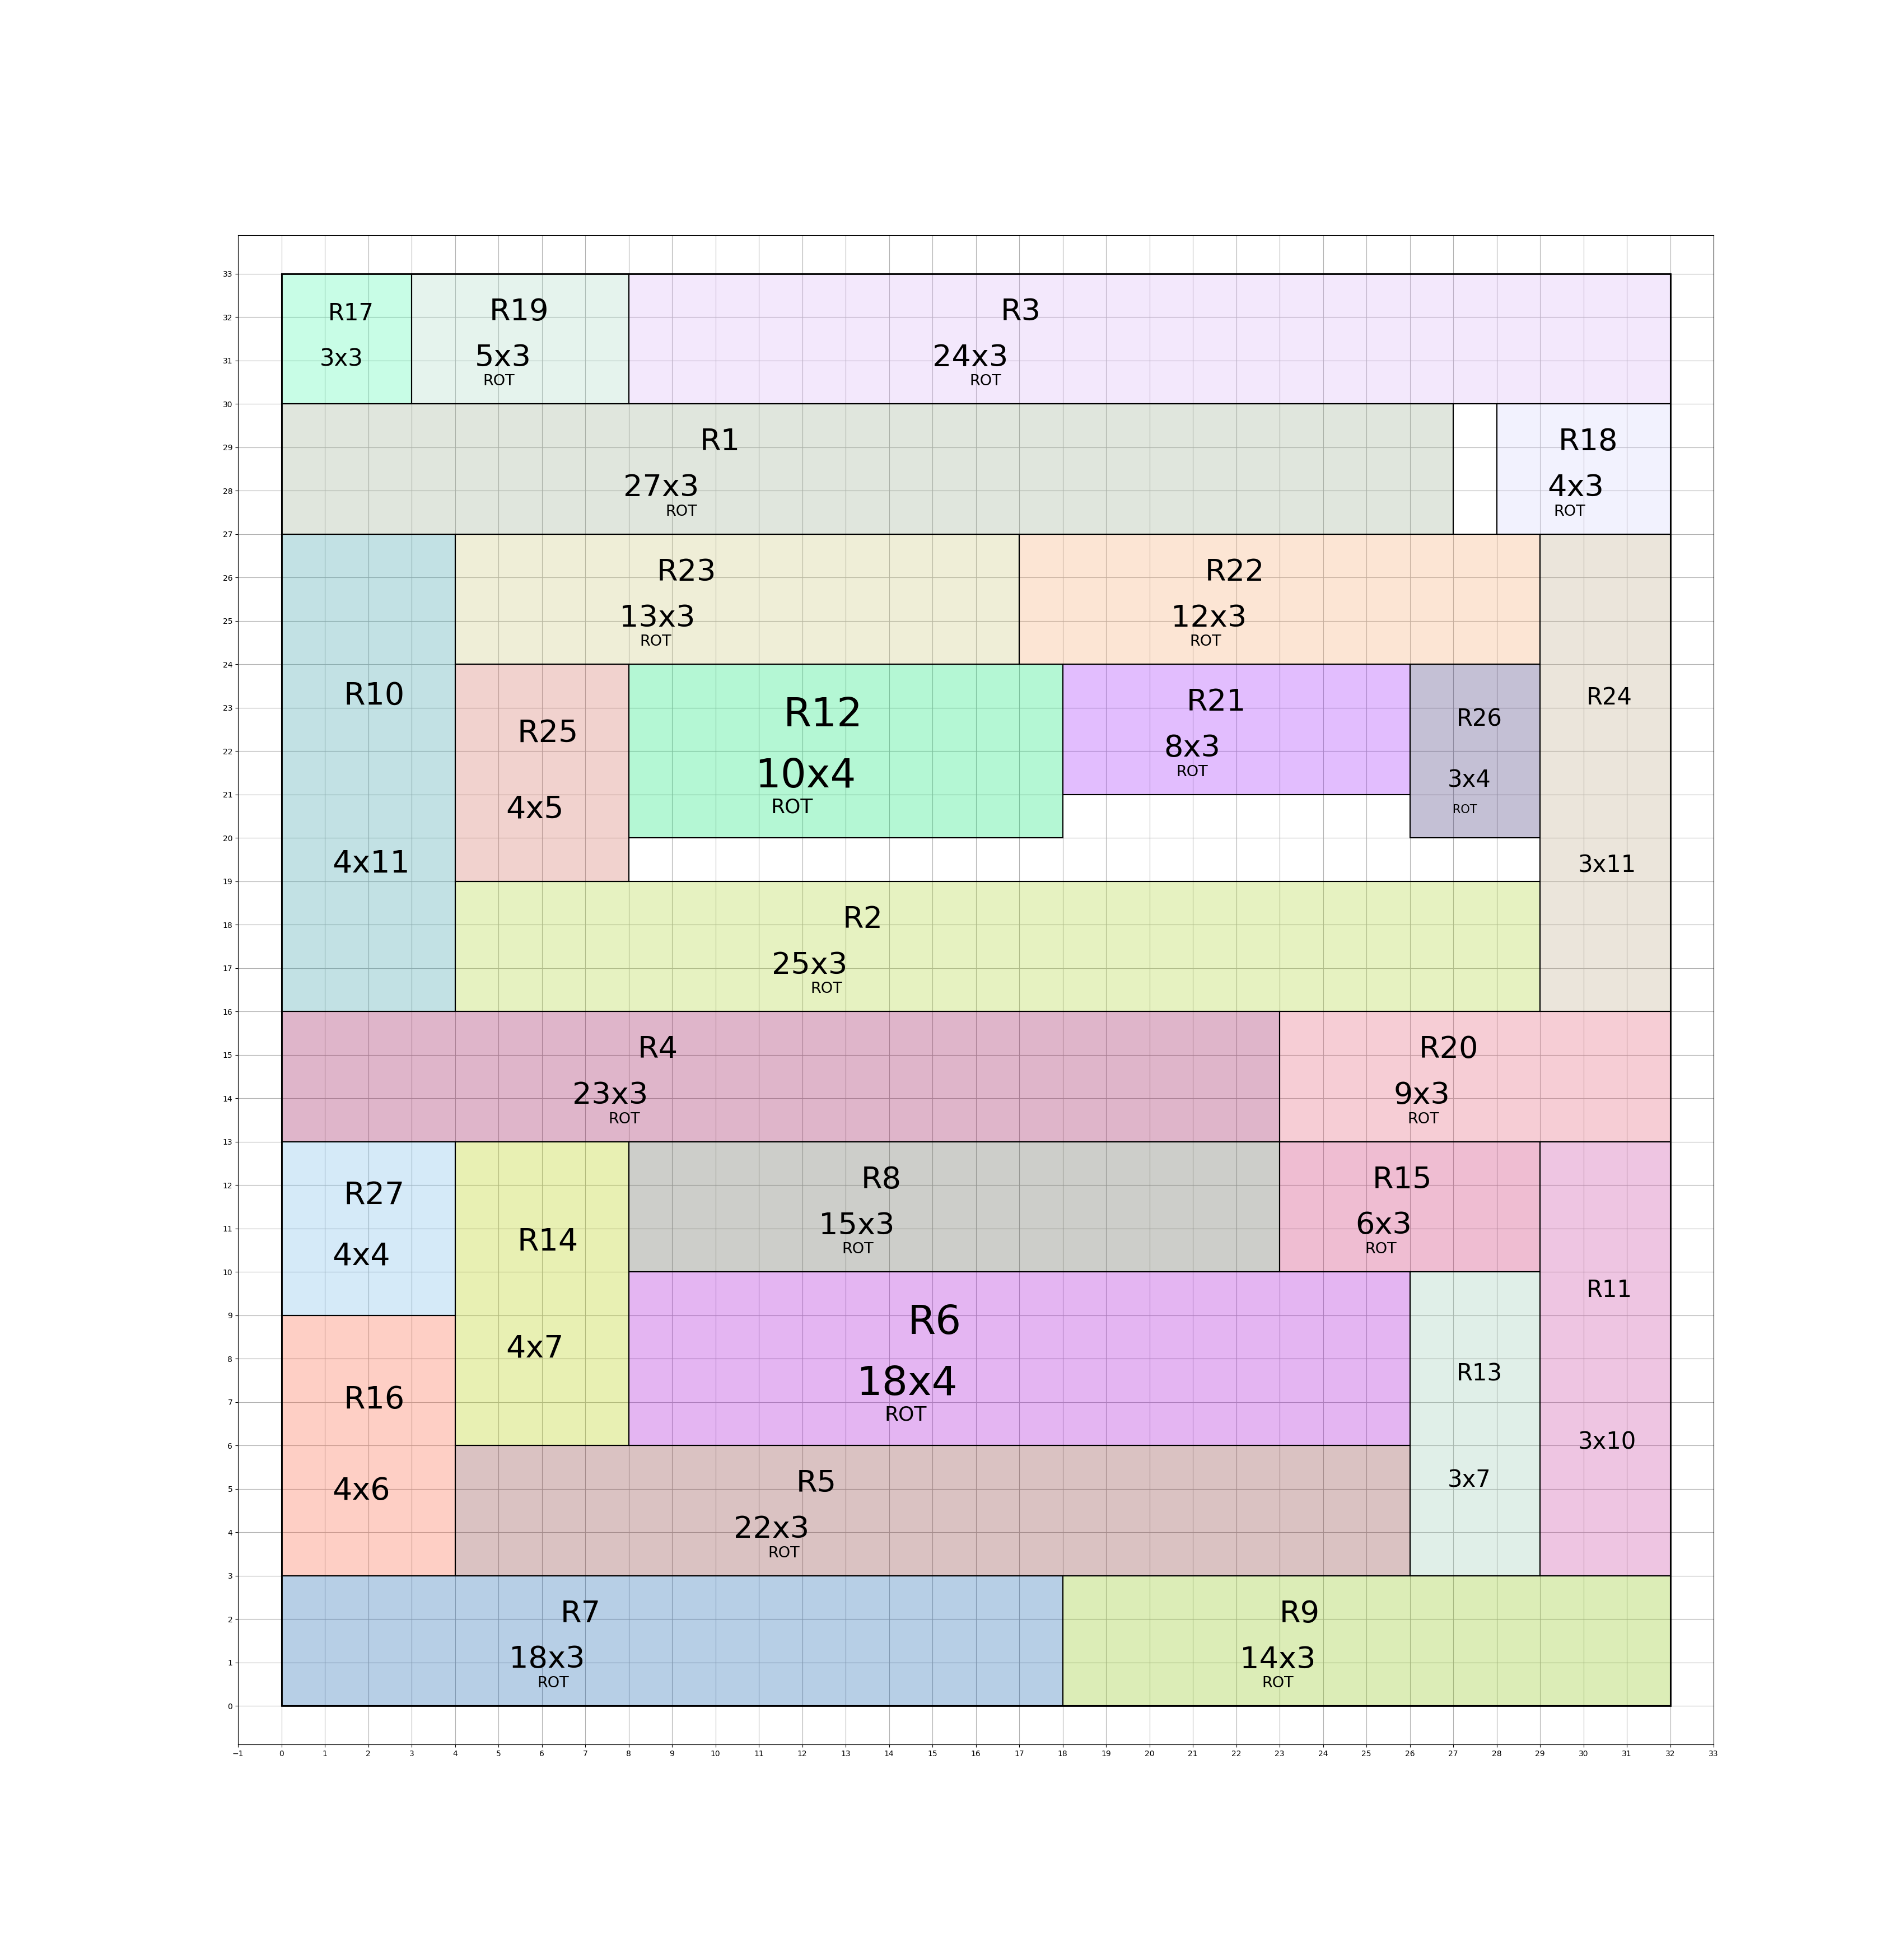 33
R17
3x3
R19
5x3
ROT
R3
24x3
ROT
32
31
30
R1
27x3
ROT
R18
4x3
ROT
29
28
27
R10
4x11
R23
13x3
ROT
R22
12x3
ROT
R24
3x11
26
25
24
R25
4x5
R12
10x4
ROT
R21
8x3
ROT
R26
3x4
ROT
23
22
21
20
19
R2
25x3
ROT
18
17
16
R4
23x3
ROT
R20
9x3
ROT
15
14
13
R27
4x4
R14
4x7
R8
15x3
ROT
R15
6x3
ROT
R11
3x10
12
11
10
R16
4x6
R6
18x4
ROT
R13
3x7
9
8
7
6
R5
22x3
ROT
5
4
3
R7
18x3
ROT
R9
14x3
ROT
2
1
0
−1 0 1 2 3 4 5 6 7 8 9 10 11 12 13 14 15 16 17 18 19 20 21 22 23 24 25 26 27 28 29 30 31 32 33